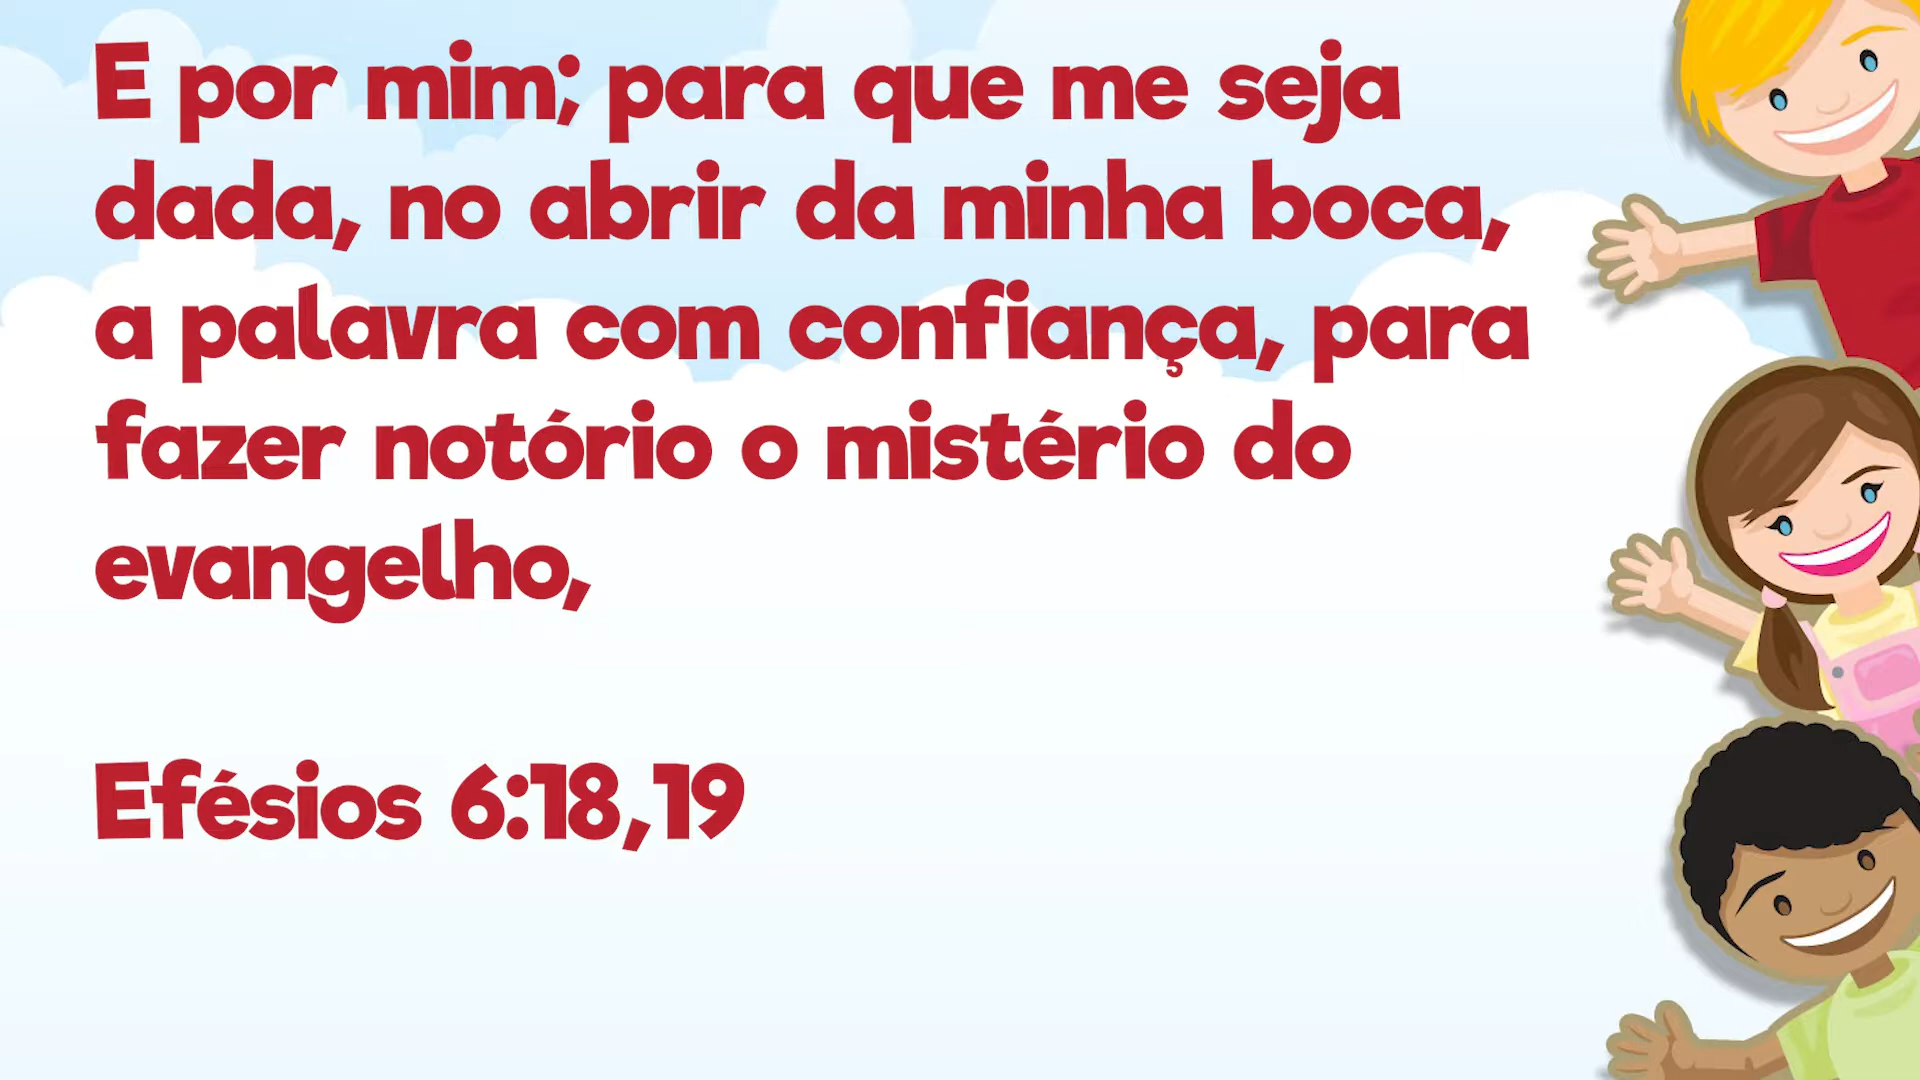 E por mim; para que me seja
dada, no abrir da minha boca,
a palavra com confiança, para
fazer notório o mistério do
evangelho,
Efésios 6:18,19